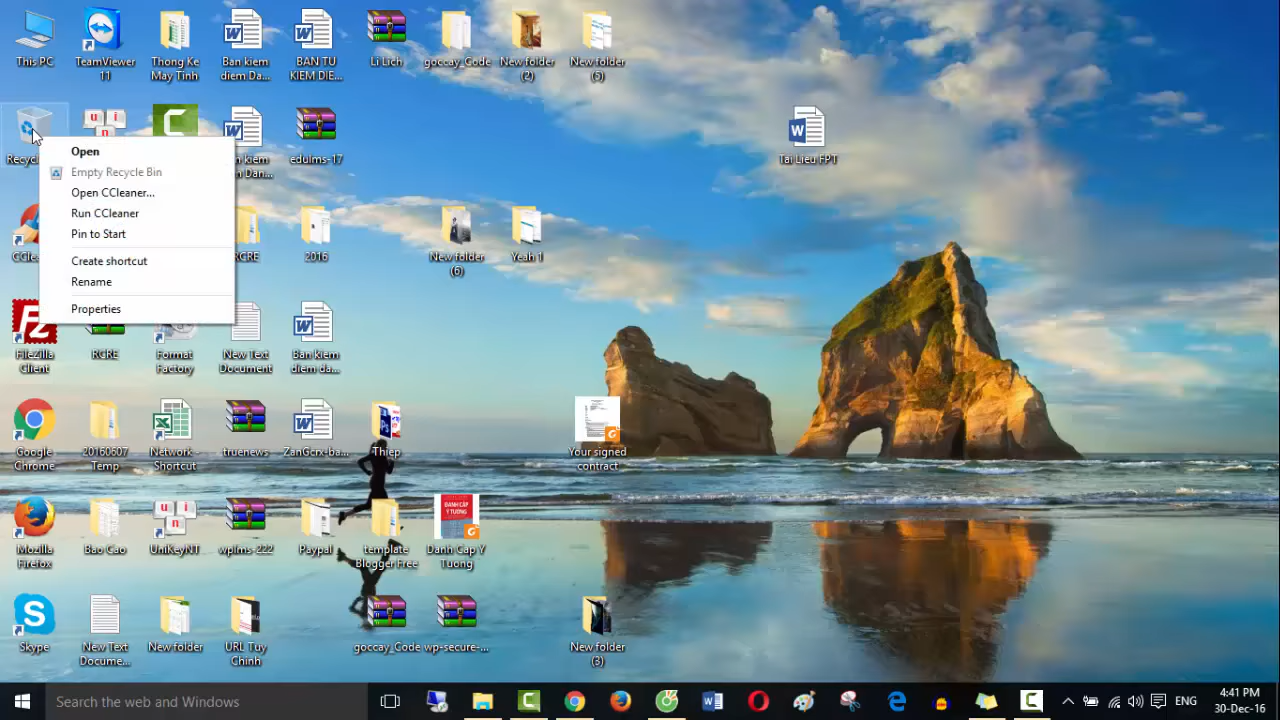 This PC
TeamViewer
11
Thong Ke
May Tinh
Ban kiem
diem Da...
BAN TU
KIEM DIE...
Li Lich
goccay_Code
New folder
(2)
New folder
(5)
u i
n
edulms-17
W
Tai Lieu FPT
Open
Empty Recycle Bin
Open CCleaner...
Run CCleaner
Pin to Start
Create shortcut
Rename
Properties
2016
New folder
(6)
Yeah 1
FileZilla
Client
RCRE
Format
Factory
New Text
Document
Ban kiem
diem da...
Google
Chrome
20160607
Temp
Network -
Shortcut
truenews
ZanGcrx-ba...
Thiep
Your signed
contract
Mozilla
Firefox
Bao Cao
u i
n
UniKeyNT
wplms-222
Paypal
template
Blogger Free
ĐÁNH CẮP
Ý TƯỞNG
Danh Cap Y
Tuong
Skype
New Text
Docume...
New folder
URL Tuy
Chinh
goccay_Code
wp-secure-...
New folder
(3)
Search the web and Windows
ENG
4:41 PM
30-Dec-16